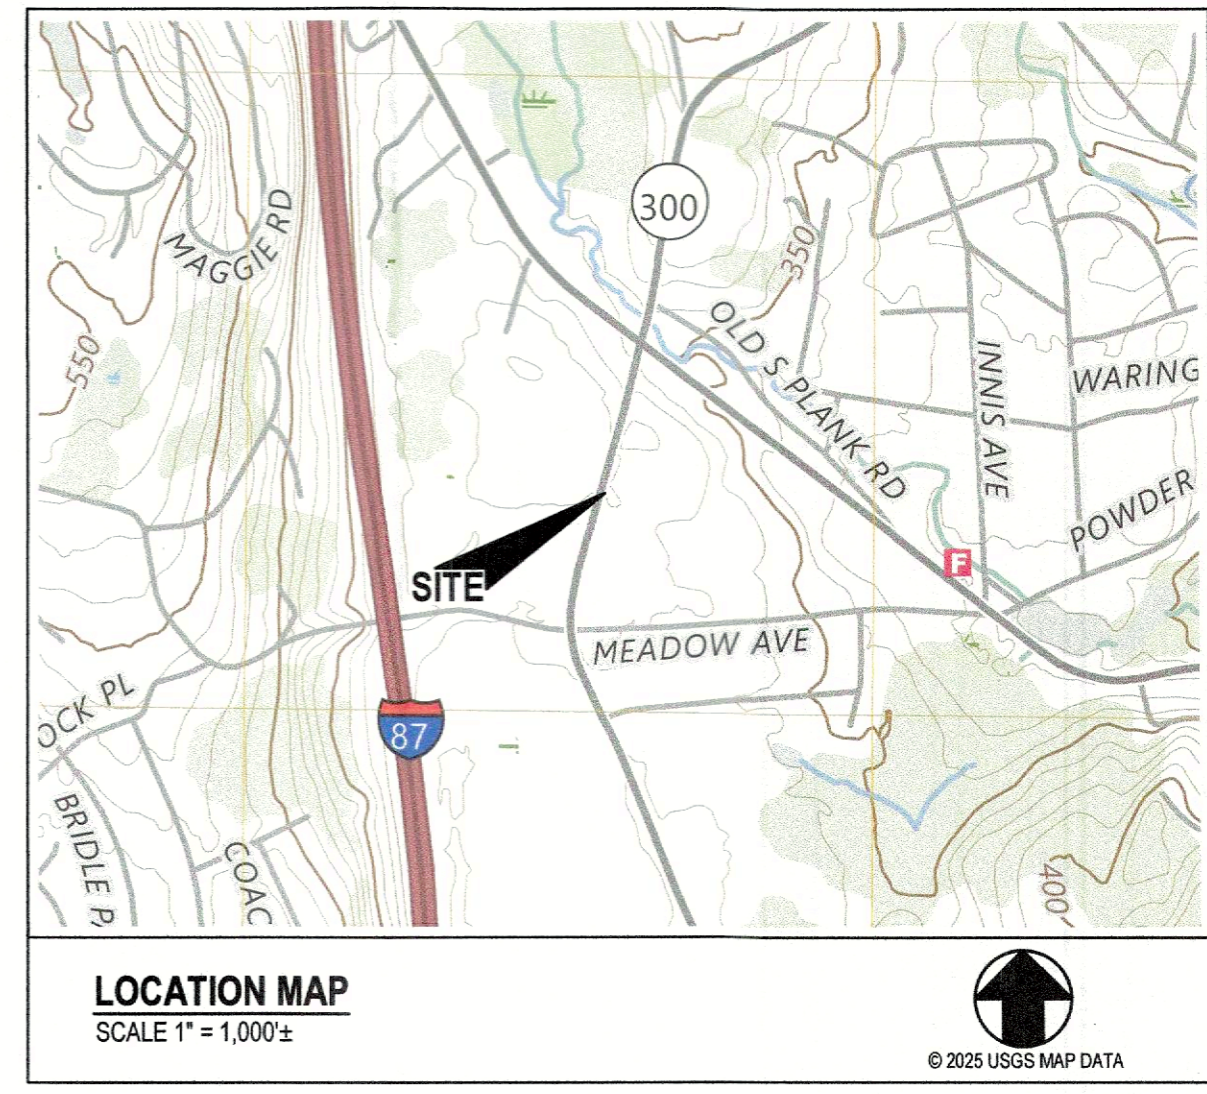 300
MAGGIE RD
350
OLD S PLANK RD
550
INNIS AVE
WARING
POWDER
F
SITE
MEADOW AVE
OCK PL
87
BRIDLE P
COAC
400
LOCATION MAP
SCALE 1" = 1,000'±
© 2025 USGS MAP DATA